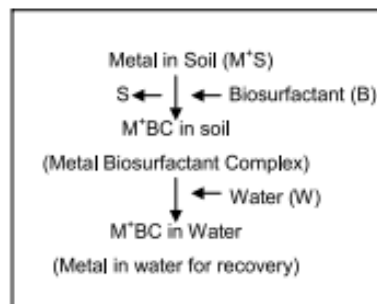 Metal in Soil (M⁺S)
S Biosurfactant (B)
M⁺BC in soil
(Metal Biosurfactant Complex)
Water (W)
M⁺BC in Water
(Metal in water for recovery)